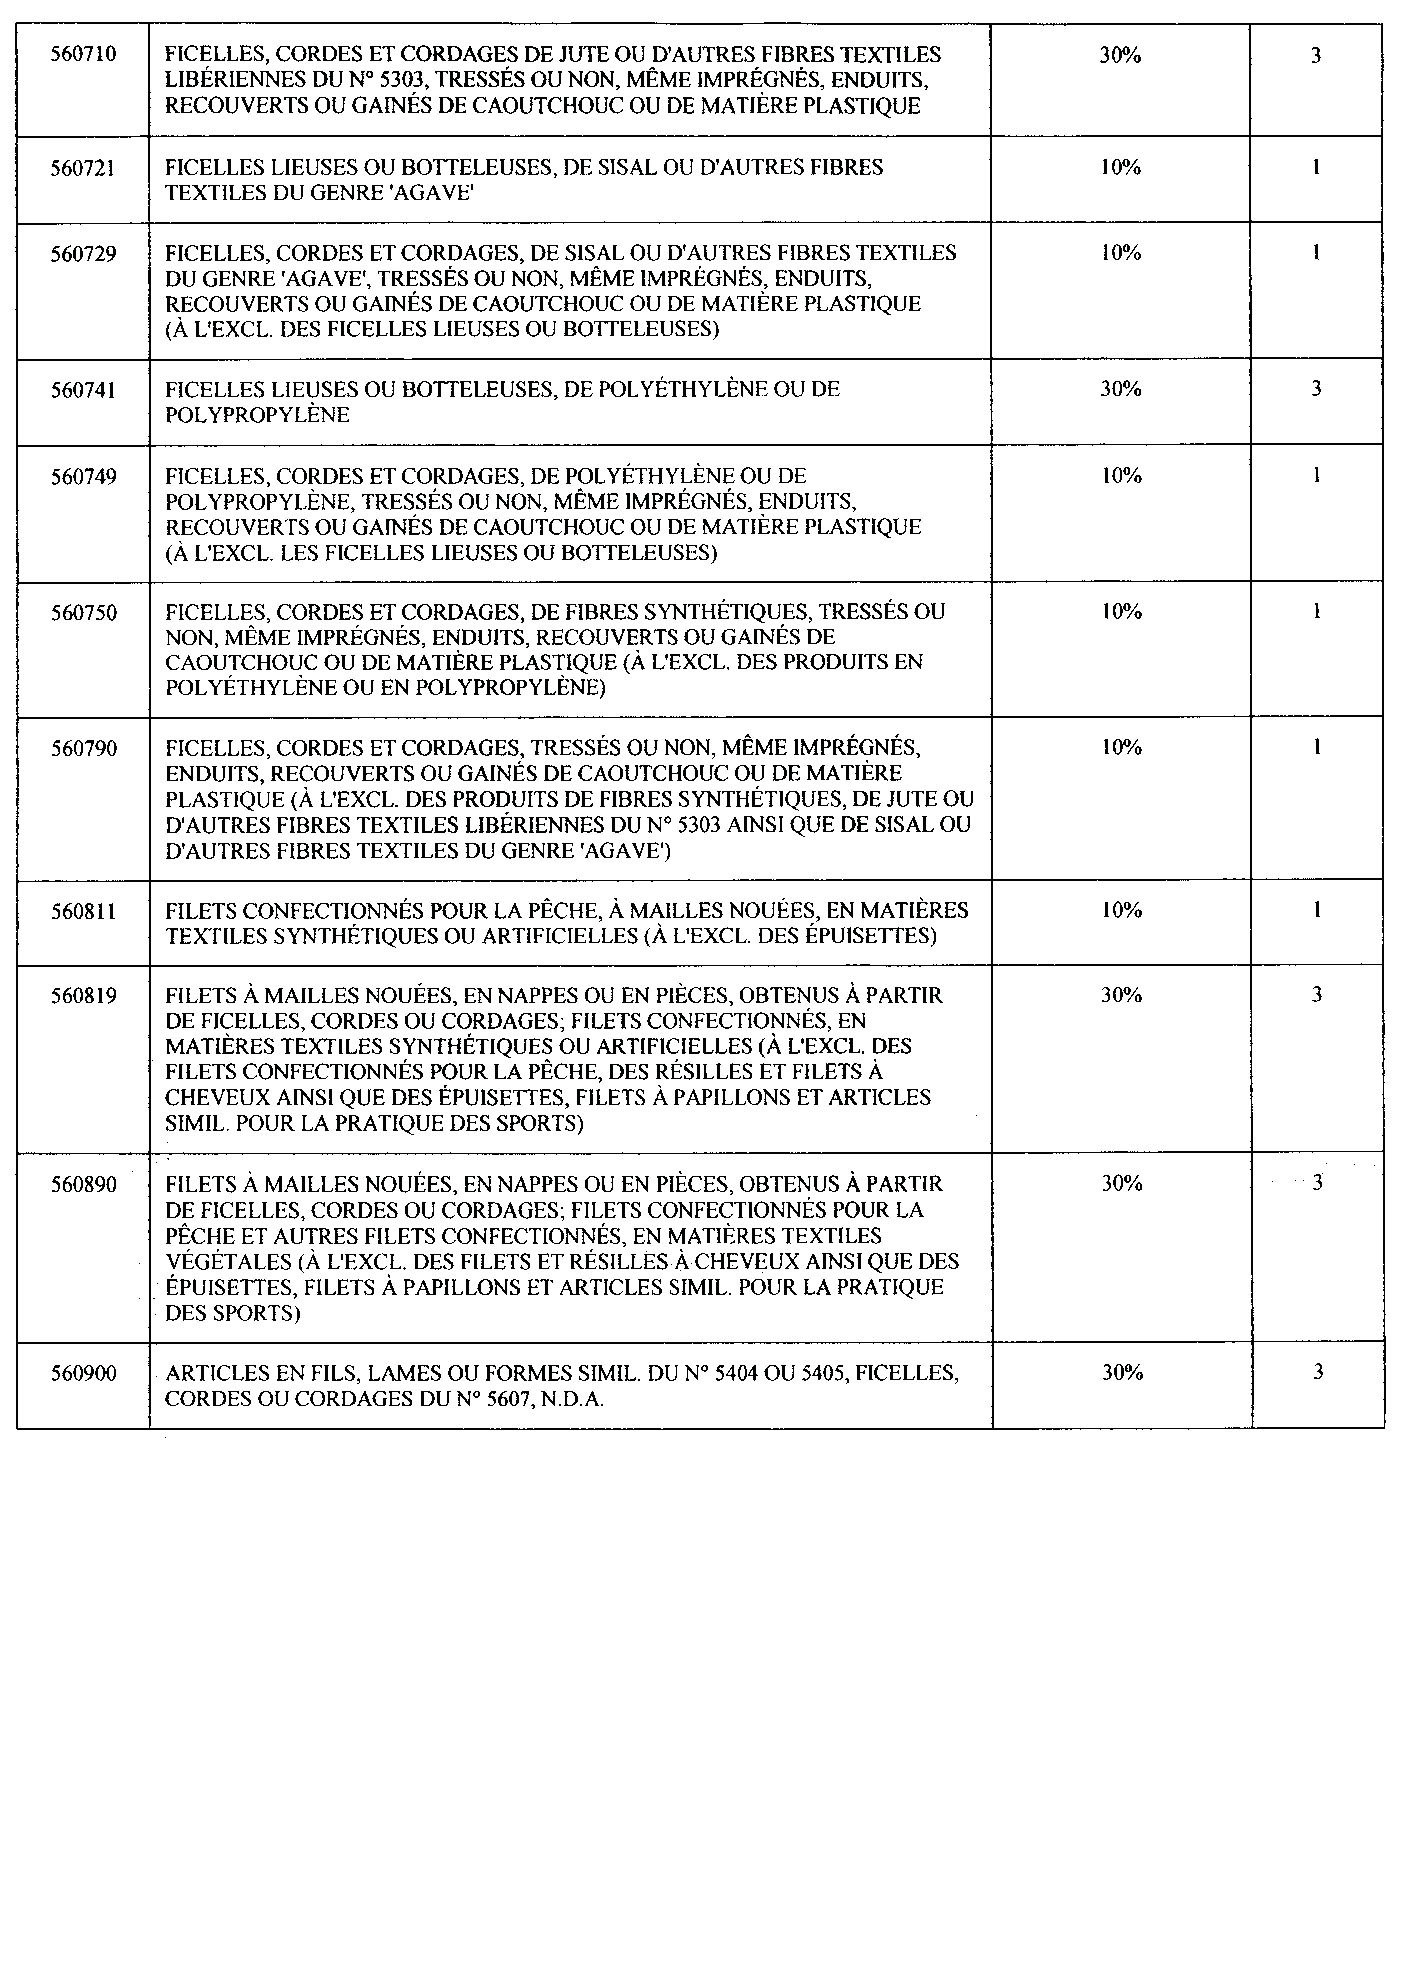 560710 FICELLES, CORDES ET CORDAGES DE JUTE OU D'AUTRES FIBRES TEXTILES 30% 3
LIBÉRIENNES DU N° 5303, TRESSÉS OU NON, MÊME IMPRÉGNÉS, ENDUITS,
RECOUVERTS OU GAINÉS DE CAOUTCHOUC OU DE MATIÈRE PLASTIQUE
560721 FICELLES LIEUSES OU BOTTELEUSES, DE SISAL OU D'AUTRES FIBRES 10% 1
TEXTILES DU GENRE 'AGAVE'
560729 FICELLES, CORDES ET CORDAGES, DE SISAL OU D'AUTRES FIBRES TEXTILES 10% 1
DU GENRE 'AGAVE', TRESSÉS OU NON, MÊME IMPRÉGNÉS, ENDUITS,
RECOUVERTS OU GAINÉS DE CAOUTCHOUC OU DE MATIÈRE PLASTIQUE
(À L'EXCL. DES FICELLES LIEUSES OU BOTTELEUSES)
560741 FICELLES LIEUSES OU BOTTELEUSES, DE POLYÉTHYLÈNE OU DE 30% 3
POLYPROPYLÈNE
560749 FICELLES, CORDES ET CORDAGES, DE POLYÉTHYLÈNE OU DE 10% 1
POLYPROPYLÈNE, TRESSÉS OU NON, MÊME IMPRÉGNÉS, ENDUITS,
RECOUVERTS OU GAINÉS DE CAOUTCHOUC OU DE MATIÈRE PLASTIQUE
(À L'EXCL. LES FICELLES LIEUSES OU BOTTELEUSES)
560750 FICELLES, CORDES ET CORDAGES, DE FIBRES SYNTHÉTIQUES, TRESSÉS OU 10% 1
NON, MÊME IMPRÉGNÉS, ENDUITS, RECOUVERTS OU GAINÉS DE
CAOUTCHOUC OU DE MATIÈRE PLASTIQUE (À L'EXCL. DES PRODUITS EN
POLYÉTHYLÈNE OU EN POLYPROPYLÈNE)
560790 FICELLES, CORDES ET CORDAGES, TRESSÉS OU NON, MÊME IMPRÉGNÉS, 10% 1
ENDUITS, RECOUVERTS OU GAINÉS DE CAOUTCHOUC OU DE MATIÈRE
PLASTIQUE (À L'EXCL. DES PRODUITS DE FIBRES SYNTHÉTIQUES, DE JUTE OU
D'AUTRES FIBRES TEXTILES LIBÉRIENNES DU N° 5303 AINSI QUE DE SISAL OU
D'AUTRES FIBRES TEXTILES DU GENRE 'AGAVE')
560811 FILETS CONFECTIONNÉS POUR LA PÊCHE, À MAILLES NOUÉES, EN MATIÈRES 10% 1
TEXTILES SYNTHÉTIQUES OU ARTIFICIELLES (À L'EXCL. DES ÉPUISETTES)
560819 FILETS À MAILLES NOUÉES, EN NAPPES OU EN PIÈCES, OBTENUS À PARTIR 30% 3
DE FICELLES, CORDES OU CORDAGES; FILETS CONFECTIONNÉS, EN
MATIÈRES TEXTILES SYNTHÉTIQUES OU ARTIFICIELLES (À L'EXCL. DES
FILETS CONFECTIONNÉS POUR LA PÊCHE, DES RÉSILLES ET FILETS À
CHEVEUX AINSI QUE DES ÉPUISETTES, FILETS À PAPILLONS ET ARTICLES
SIMIL. POUR LA PRATIQUE DES SPORTS)
560890 FILETS À MAILLES NOUÉES, EN NAPPES OU EN PIÈCES, OBTENUS À PARTIR 30% 3
DE FICELLES, CORDES OU CORDAGES; FILETS CONFECTIONNÉS POUR LA
PÊCHE ET AUTRES FILETS CONFECTIONNÉS, EN MATIÈRES TEXTILES
VÉGÉTALES (À L'EXCL. DES FILETS ET RÉSILLES À CHEVEUX AINSI QUE DES
ÉPUISETTES, FILETS À PAPILLONS ET ARTICLES SIMIL. POUR LA PRATIQUE
DES SPORTS)
560900 ARTICLES EN FILS, LAMES OU FORMES SIMIL. DU N° 5404 OU 5405, FICELLES, 30% 3
CORDES OU CORDAGES DU N° 5607, N.D.A.